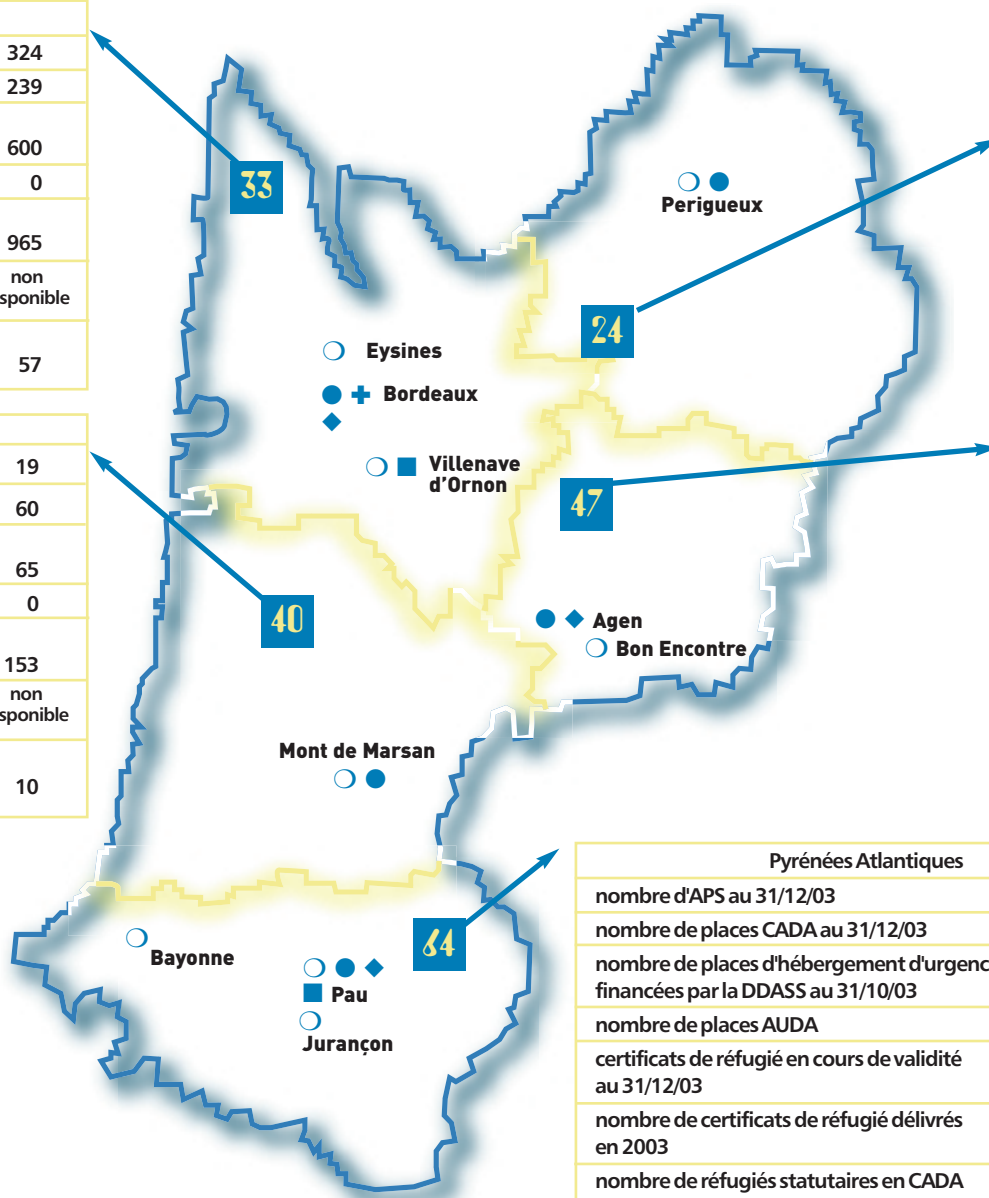 324
239
600
0
965
non
sponible
57
19
60
65
0
153
non
sponible
10
33
24
47
40
64
Perigueux
Eysines
Bordeaux
Villenave
d'Ornon
Agen
Bon Encontre
Mont de Marsan
Bayonne
Pau
Jurançon
Pyrénées Atlantiques
nombre d'APS au 31/12/03
nombre de places CADA au 31/12/03
nombre de places d'hébergement d'urgenc
financées par la DDASS au 31/10/03
nombre de places AUDA
certificats de réfugié en cours de validité
au 31/12/03
nombre de certificats de réfugié délivrés
en 2003
nombre de réfugiés statutaires en CADA